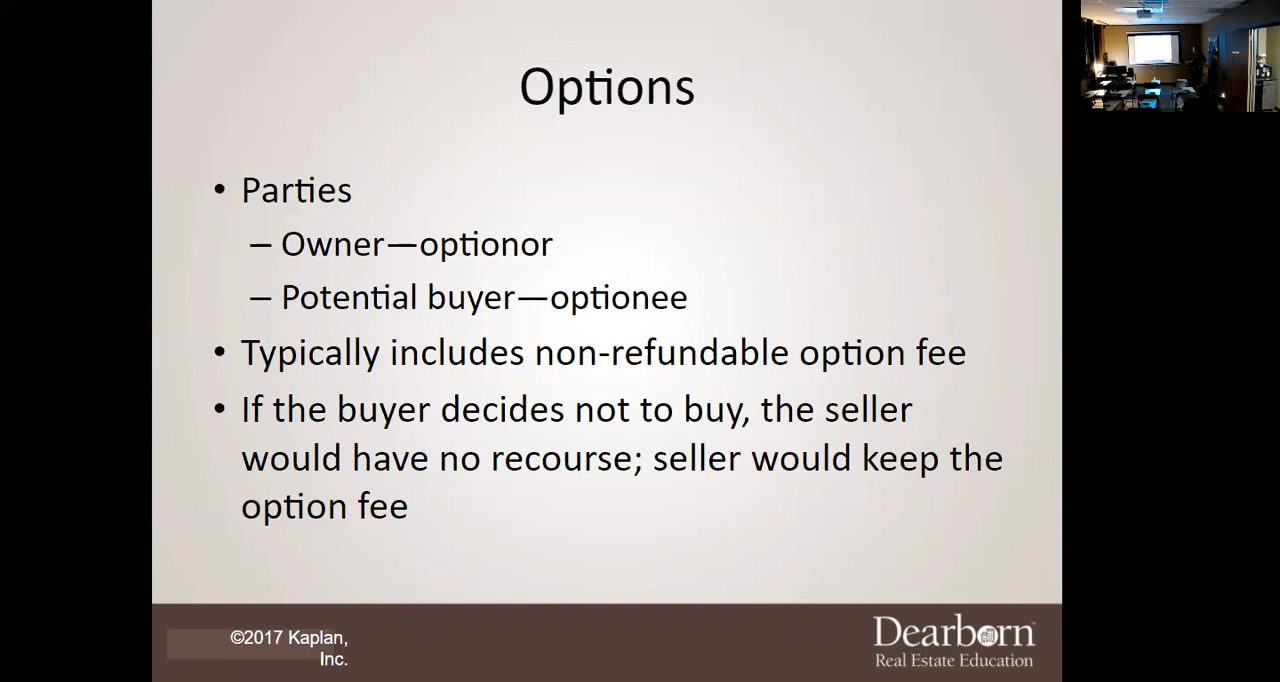 Options
• Parties
– Owner—optionor
– Potential buyer—optionee
• Typically includes non-refundable option fee
• If the buyer decides not to buy, the seller
would have no recourse; seller would keep the
option fee
©2017 Kaplan,
Inc.
Dearborn™
Real Estate Education